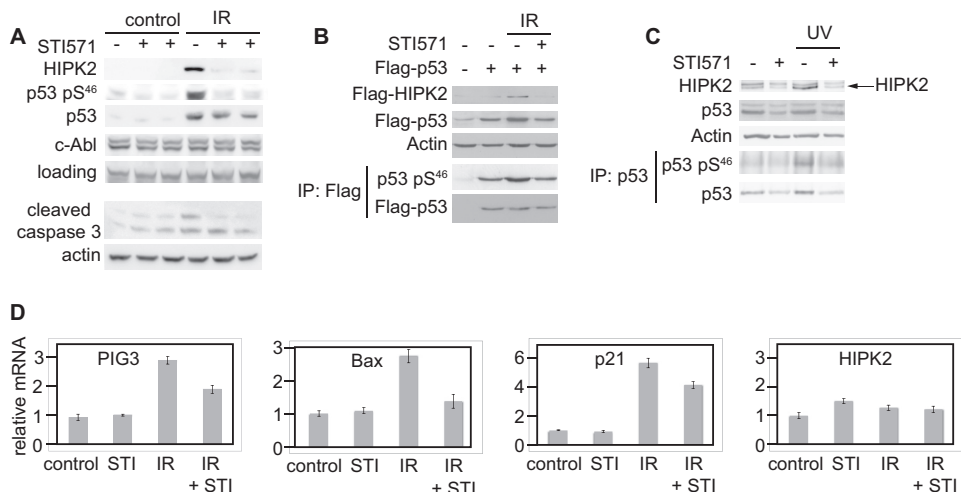 A
control IR
STI571 - + + - + +
HIPK2
p53 pS46
p53
c-Abl
loading
cleaved
caspase 3
actin
B
IR
STI571 - - - +
Flag-p53 - + + +
Flag-HIPK2
Flag-p53
Actin
IP: Flag
p53 pS46
Flag-p53
C
UV
STI571 - + - +
HIPK2 HIPK2
p53
Actin
IP: p53
p53 pS46
p53
D
relative mRNA
PIG3
3
2
1
0
control STI IR IR
+ STI
Bax
3
2
1
0
control STI IR IR
+ STI
p21
6
4
2
0
control STI IR IR
+ STI
HIPK2
3
2
1
0
control STI IR IR
+ STI